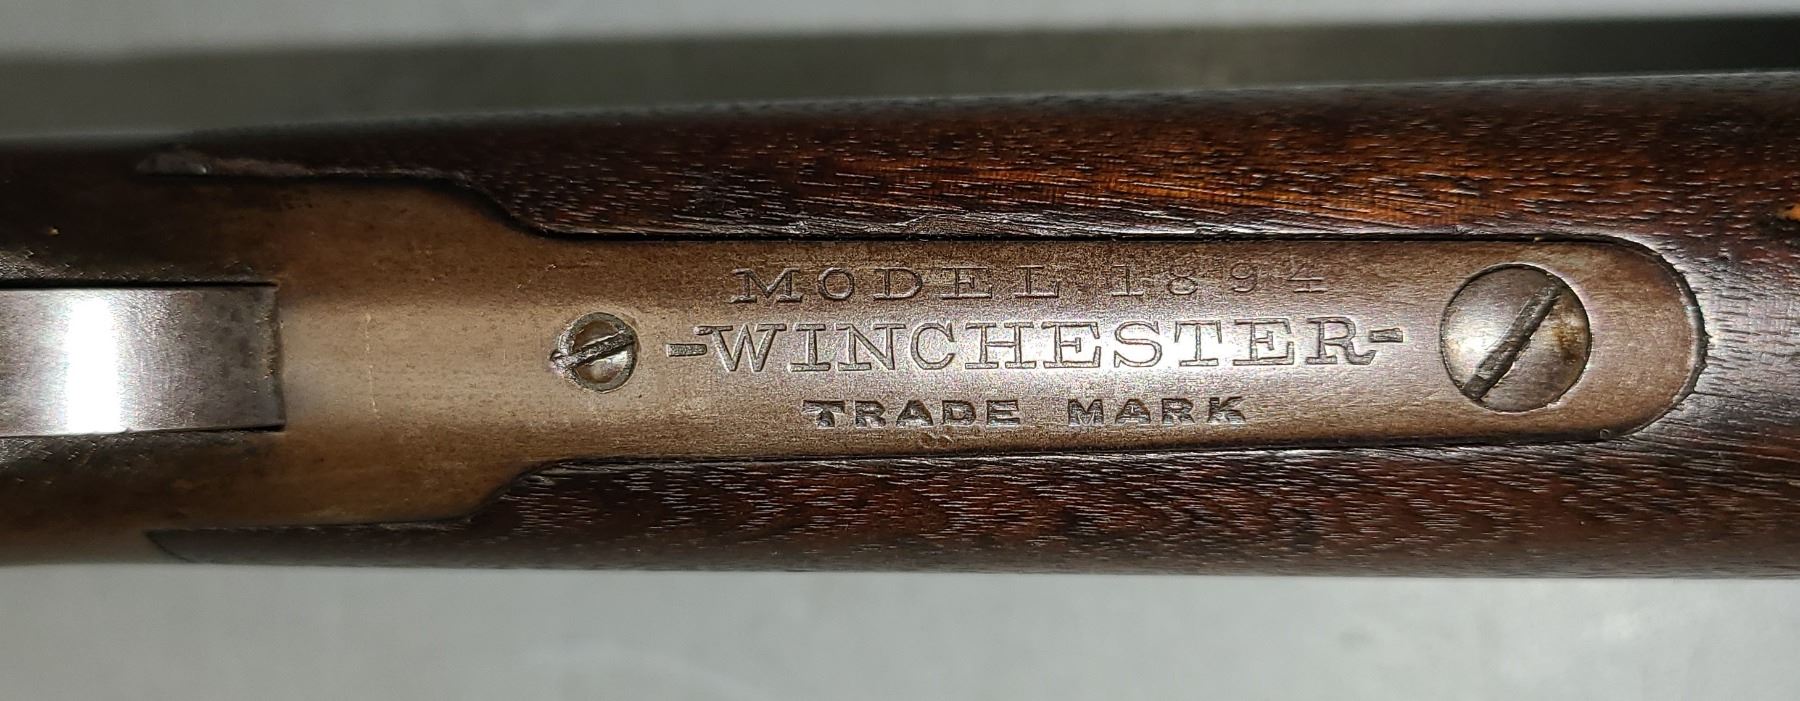 MODEL 1894
-WINCHESTER-
TRADE MARK